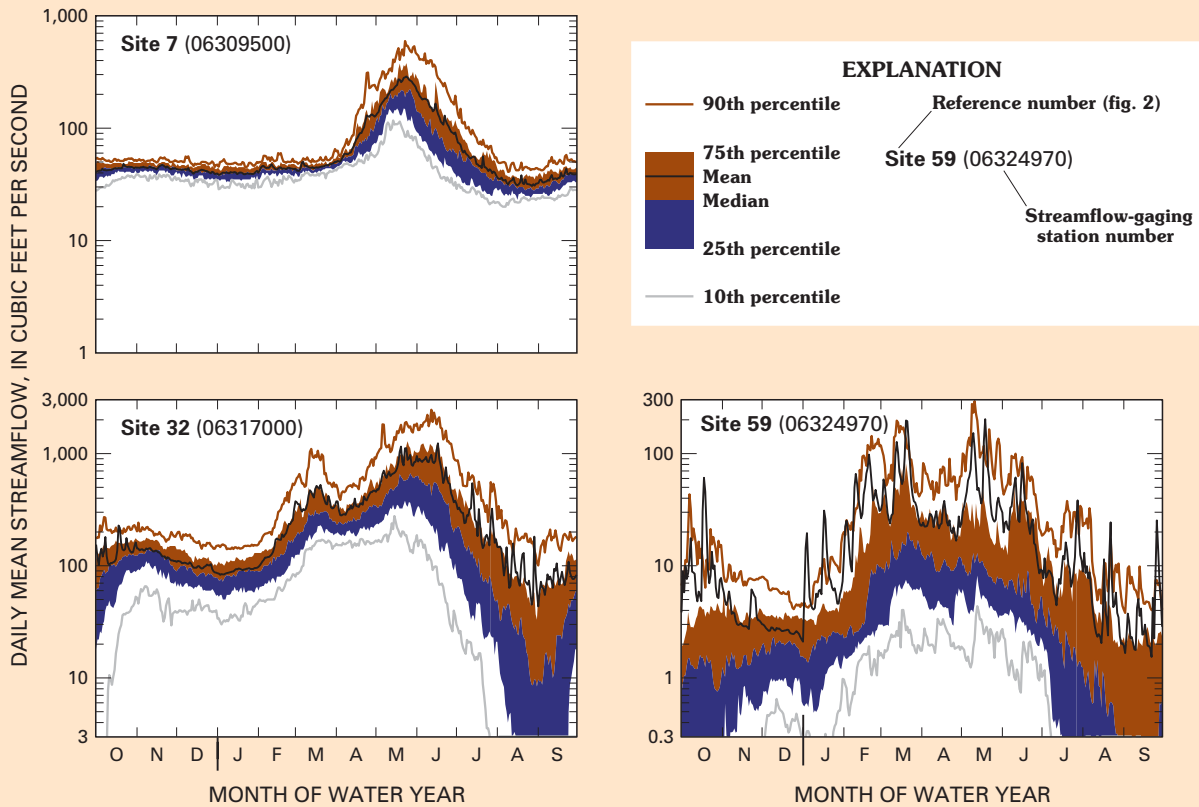 DAILY MEAN STREAMFLOW, IN CUBIC FEET PER SECOND
Site 7 (06309500)
1,000
100
10
1
EXPLANATION
90th percentile
75th percentile
Mean
Median
25th percentile
10th percentile
Reference number (fig. 2)
Site 59 (06324970)
Streamflow-gaging
station number
Site 32 (06317000)
3,000
1,000
100
10
3
O N D J F M A M J J A S
MONTH OF WATER YEAR
Site 59 (06324970)
300
100
10
1
0.3
O N D J F M A M J J A S
MONTH OF WATER YEAR